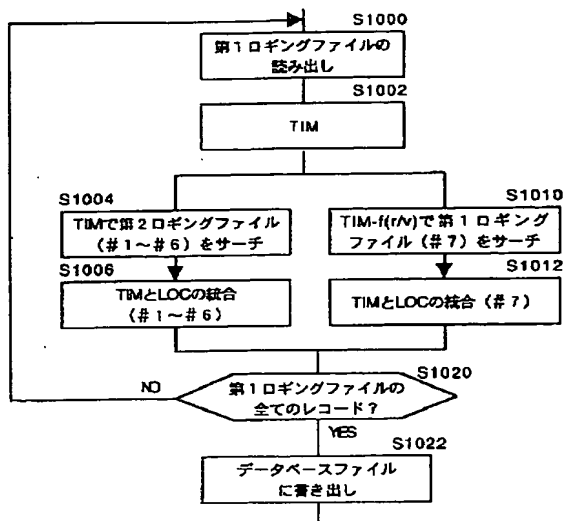 S1000
第1ロギングファイルの
読み出し
S1002
TIM
S1004
TIMで第2ロギングファイル
(#1～#6)をサーチ
S1010
TIM-f(r/v)で第1ロギング
ファイル(#7)をサーチ
S1006
TIMとLOCの統合
(#1～#6)
S1012
TIMとLOCの統合(#7)
S1020
第1ロギングファイルの
全てのレコード?
NO
YES
S1022
データベースファイル
に書き出し